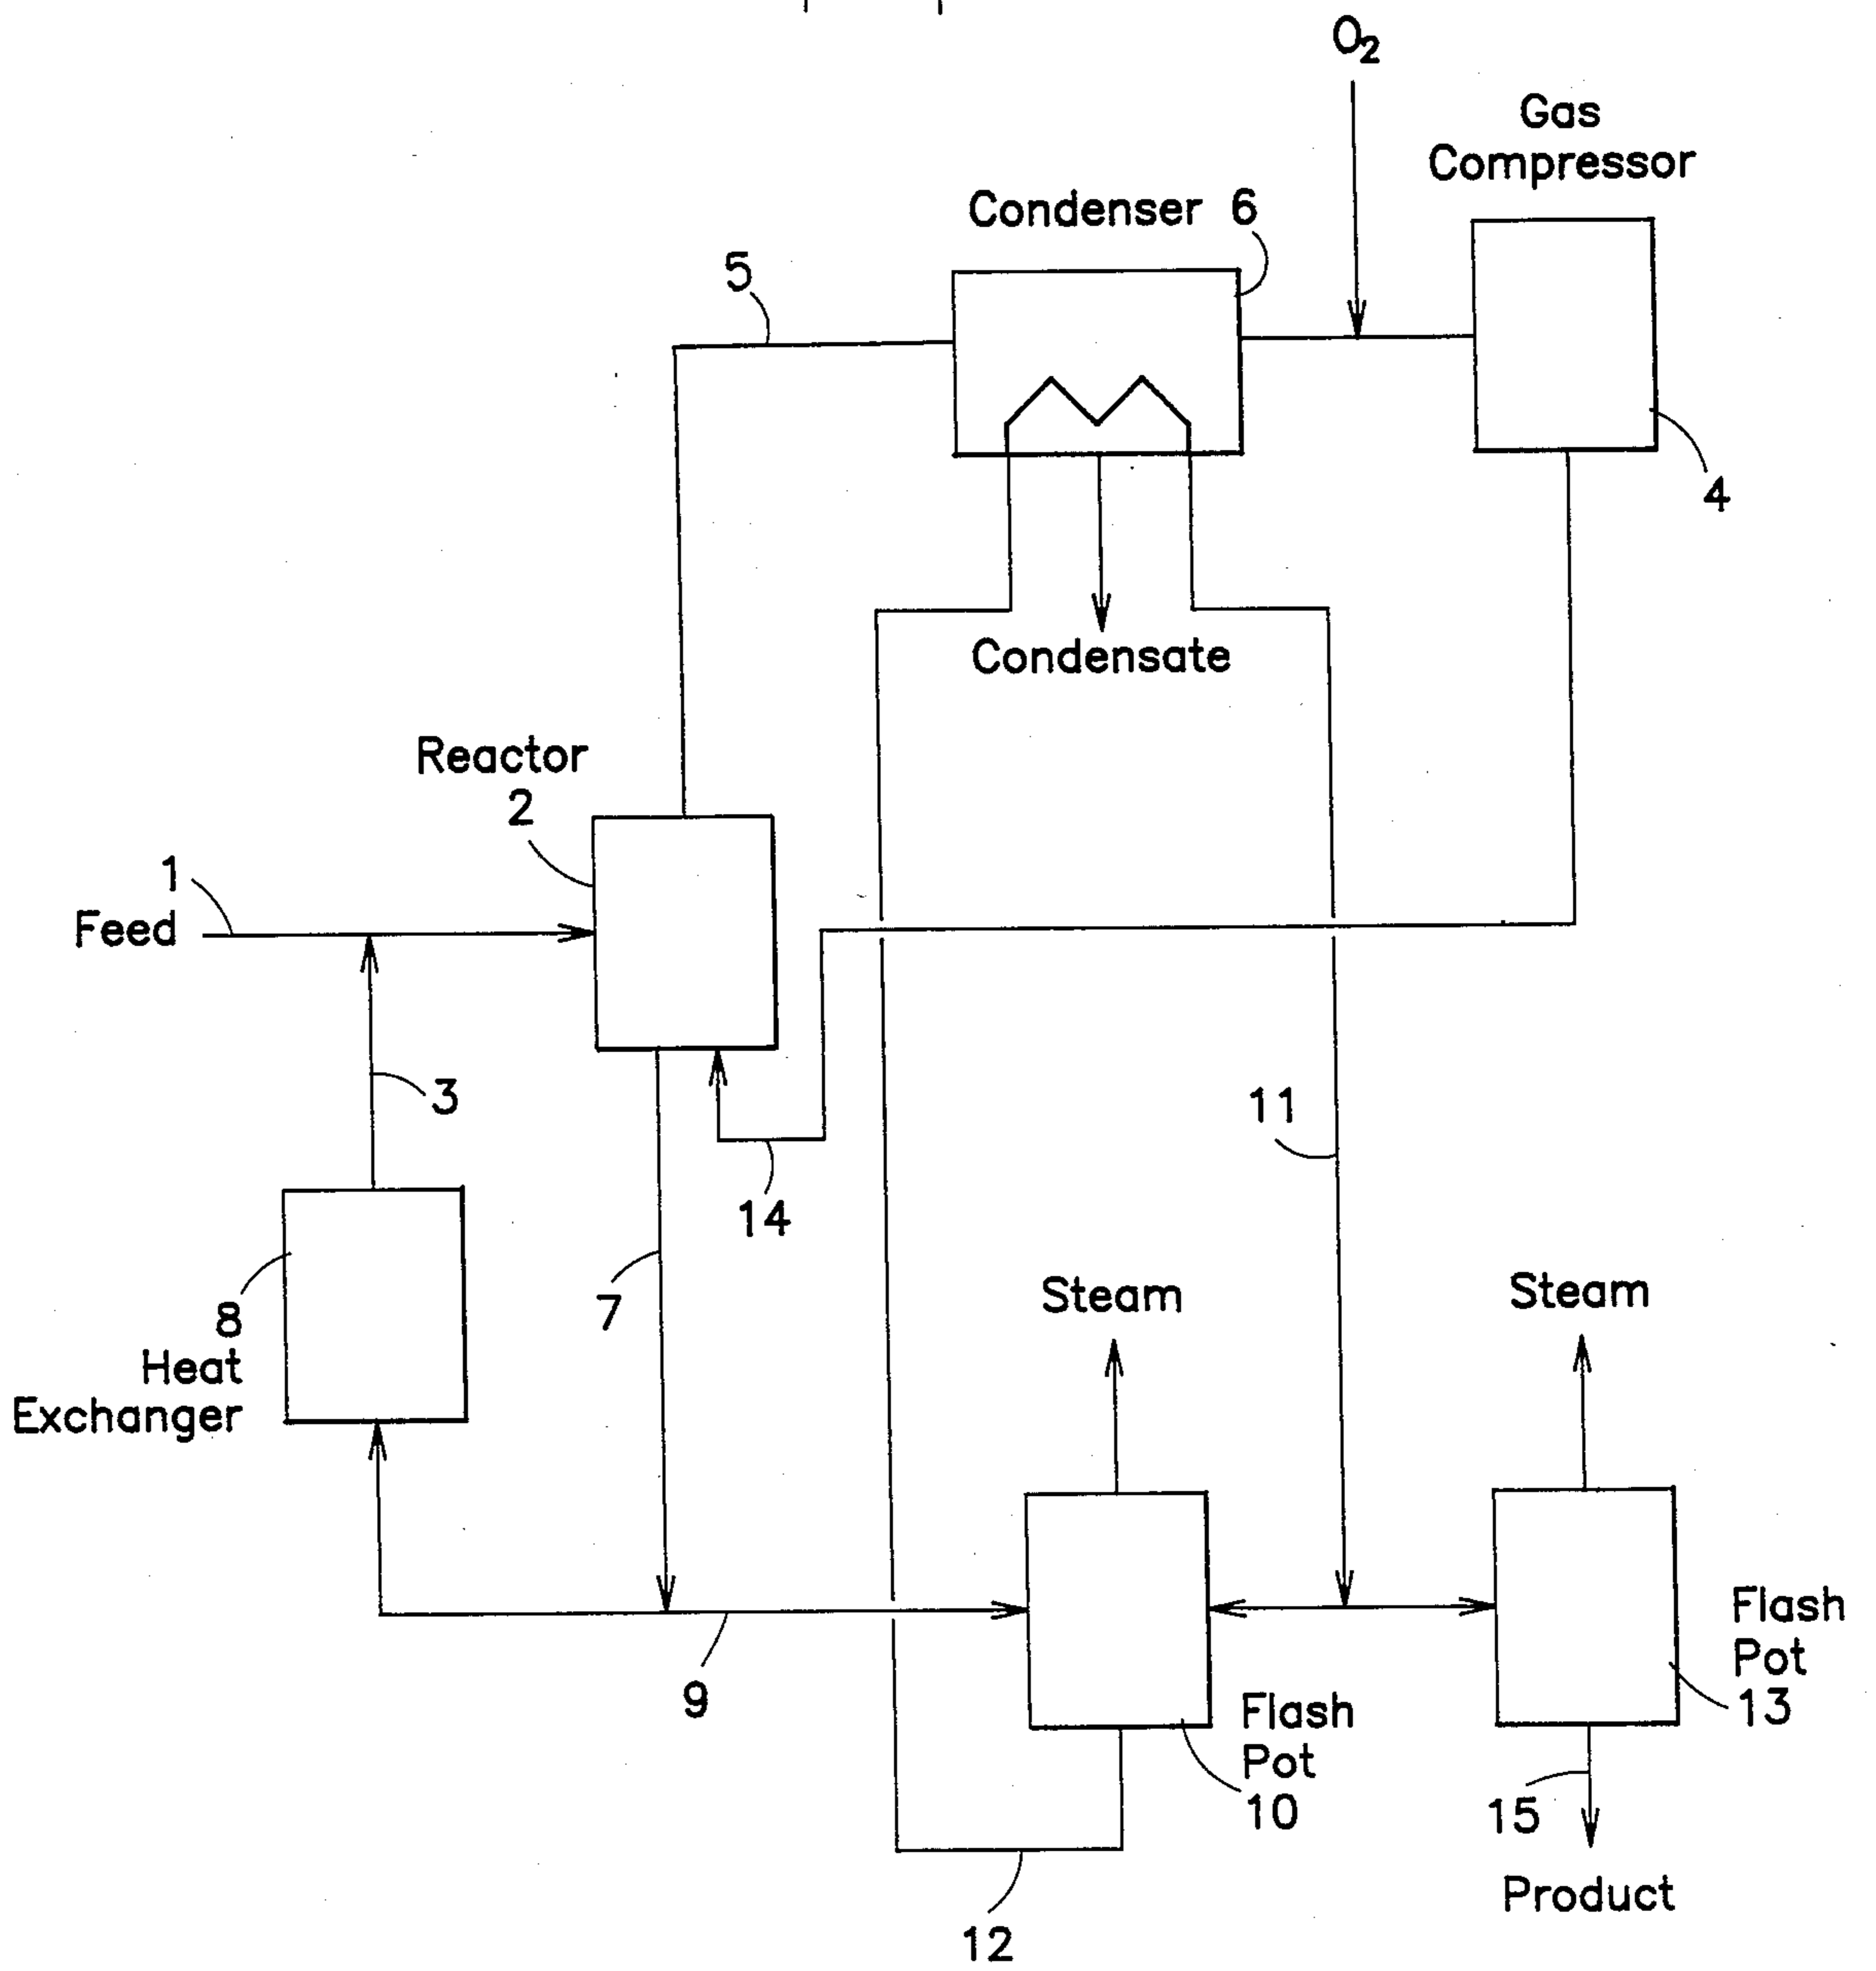 O2
Gas
Compressor
Condenser 6
5
4
Condensate
Reactor
2
1
Feed
3
11
14
7
8
Heat
Exchanger
Steam
Steam
9
Flash
Pot
13
Flash
Pot
10
15
Product
12